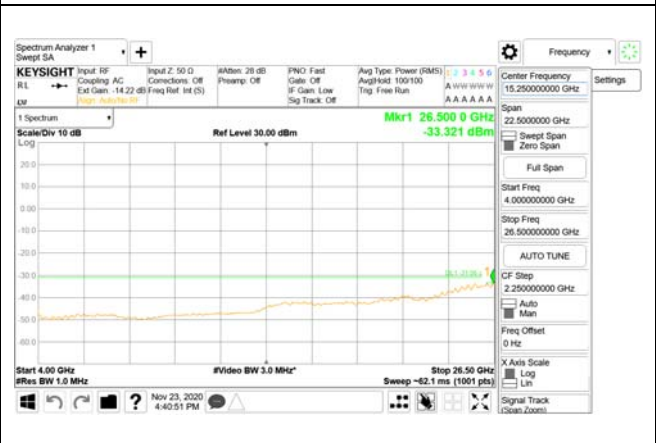 Spectrum Analyzer 1
Swept SA
Frequency
KEYSIGHT
RL
Input: RF
Coupling: AC
Ext Gain: -14.22 dB
Align: Auto/No RF
Input Z: 50 Ω
Corrections: Off
Freq Ref: Int (S)
#Atten: 28 dB
Preamp: Off
PNO: Fast
Gate: Off
IF Gain: Low
Sig Track: Off
Avg Type: Power (RMS)
Avg|Hold: 100/100
Trig: Free Run
1 2 3 4 5 6
A W W W W W
A A A A A A
1 Spectrum
Scale/Div 10 dB
Log
Ref Level 30.00 dBm
Mkr1 26.500 0 GHz
-33.321 dBm
20.0
10.0
0.00
-10.0
-20.0
-30.0
-40.0
-50.0
-60.0
1
Start 4.00 GHz
#Res BW 1.0 MHz
#Video BW 3.0 MHz*
Stop 26.50 GHz
Sweep ~62.1 ms (1001 pts)
Nov 23, 2020
4:40:51 PM
Center Frequency
15.250000000 GHz
Settings
Span
22.5000000 GHz
Swept Span
Zero Span
Full Span
Start Freq
4.000000000 GHz
Stop Freq
26.500000000 GHz
AUTO TUNE
CF Step
2.250000000 GHz
Auto
Man
Freq Offset
0 Hz
X Axis Scale
Log
Lin
Signal Track
(Span Zoom)